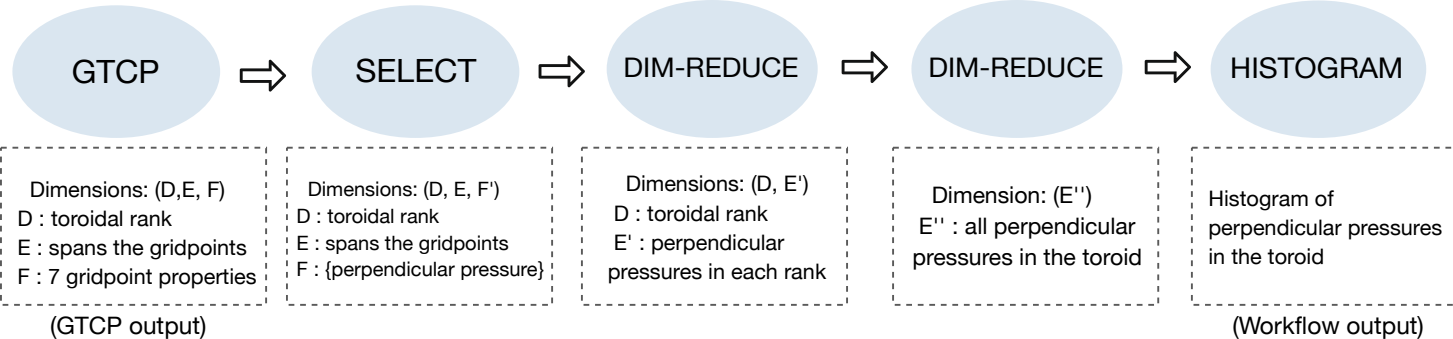 GTCP
SELECT
DIM-REDUCE
DIM-REDUCE
HISTOGRAM
Dimensions: (D,E, F)
D : toroidal rank
E : spans the gridpoints
F : 7 gridpoint properties
(GTCP output)
Dimensions: (D, E, F')
D : toroidal rank
E : spans the gridpoints
F : {perpendicular pressure}
Dimensions: (D, E')
D : toroidal rank
E' : perpendicular
pressures in each rank
Dimension: (E'')
E'' : all perpendicular
pressures in the toroid
Histogram of
perpendicular pressures
in the toroid
(Workflow output)